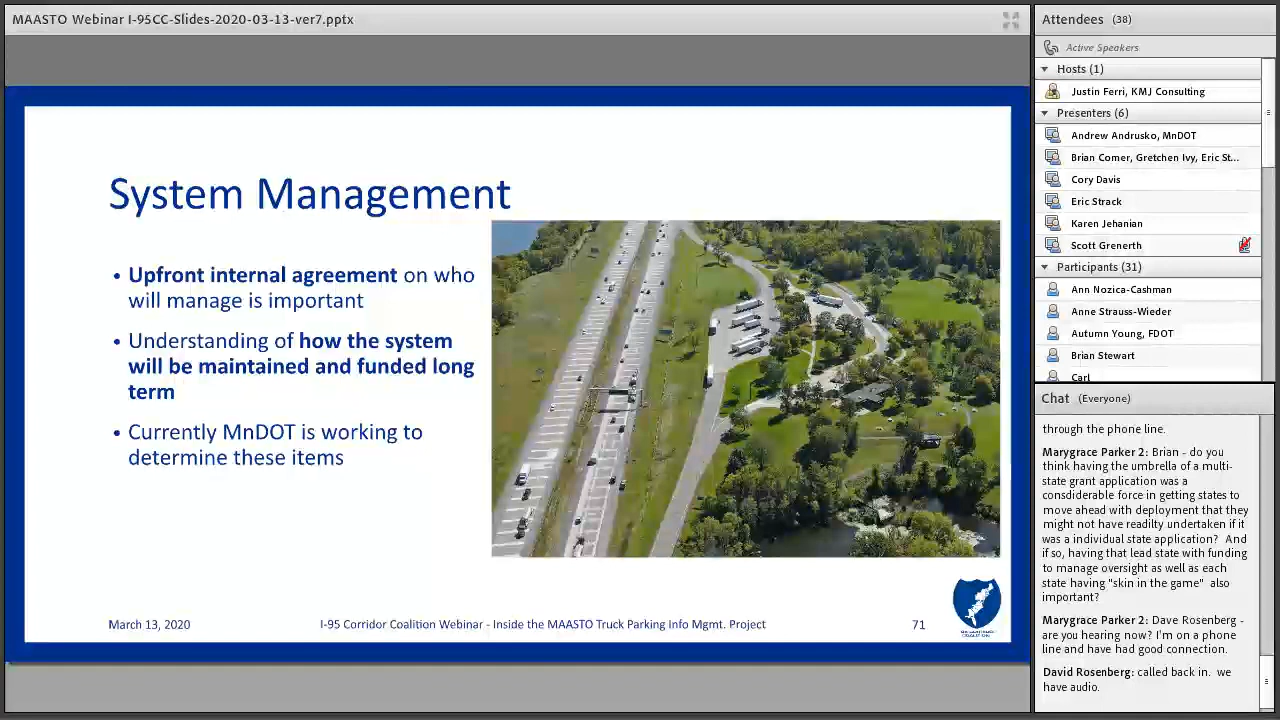 MAASTO Webinar I-95CC-Slides-2020-03-13-ver7.pptx
System Management
• Upfront internal agreement on who
will manage is important
• Understanding of how the system
will be maintained and funded long
term
• Currently MnDOT is working to
determine these items
March 13, 2020
I-95 Corridor Coalition Webinar - Inside the MAASTO Truck Parking Info Mgmt. Project
71
Attendees (38)
Active Speakers
Hosts (1)
Justin Ferri, KMJ Consulting
Presenters (6)
Andrew Andrusko, MnDOT
Brian Comer, Gretchen Ivy, Eric St...
Cory Davis
Eric Strack
Karen Jehanian
Scott Grenerth
Participants (31)
Ann Nozica-Cashman
Anne Strauss-Wieder
Autumn Young, FDOT
Brian Stewart
Carl
Chat (Everyone)
through the phone line.
Marygrace Parker 2: Brian - do you
think having the umbrella of a multi-
state grant application was a
consididerable force in getting states to
move ahead with deployment that they
might not have readilty undertaken if it
was a individual state application? And
if so, having that lead state with funding
to manage oversight as well as each
state having "skin in the game" also
important?
Marygrace Parker 2: Dave Rosenberg -
are you hearing now? I'm on a phone
line and have had good connection.
David Rosenberg: called back in. we
have audio.